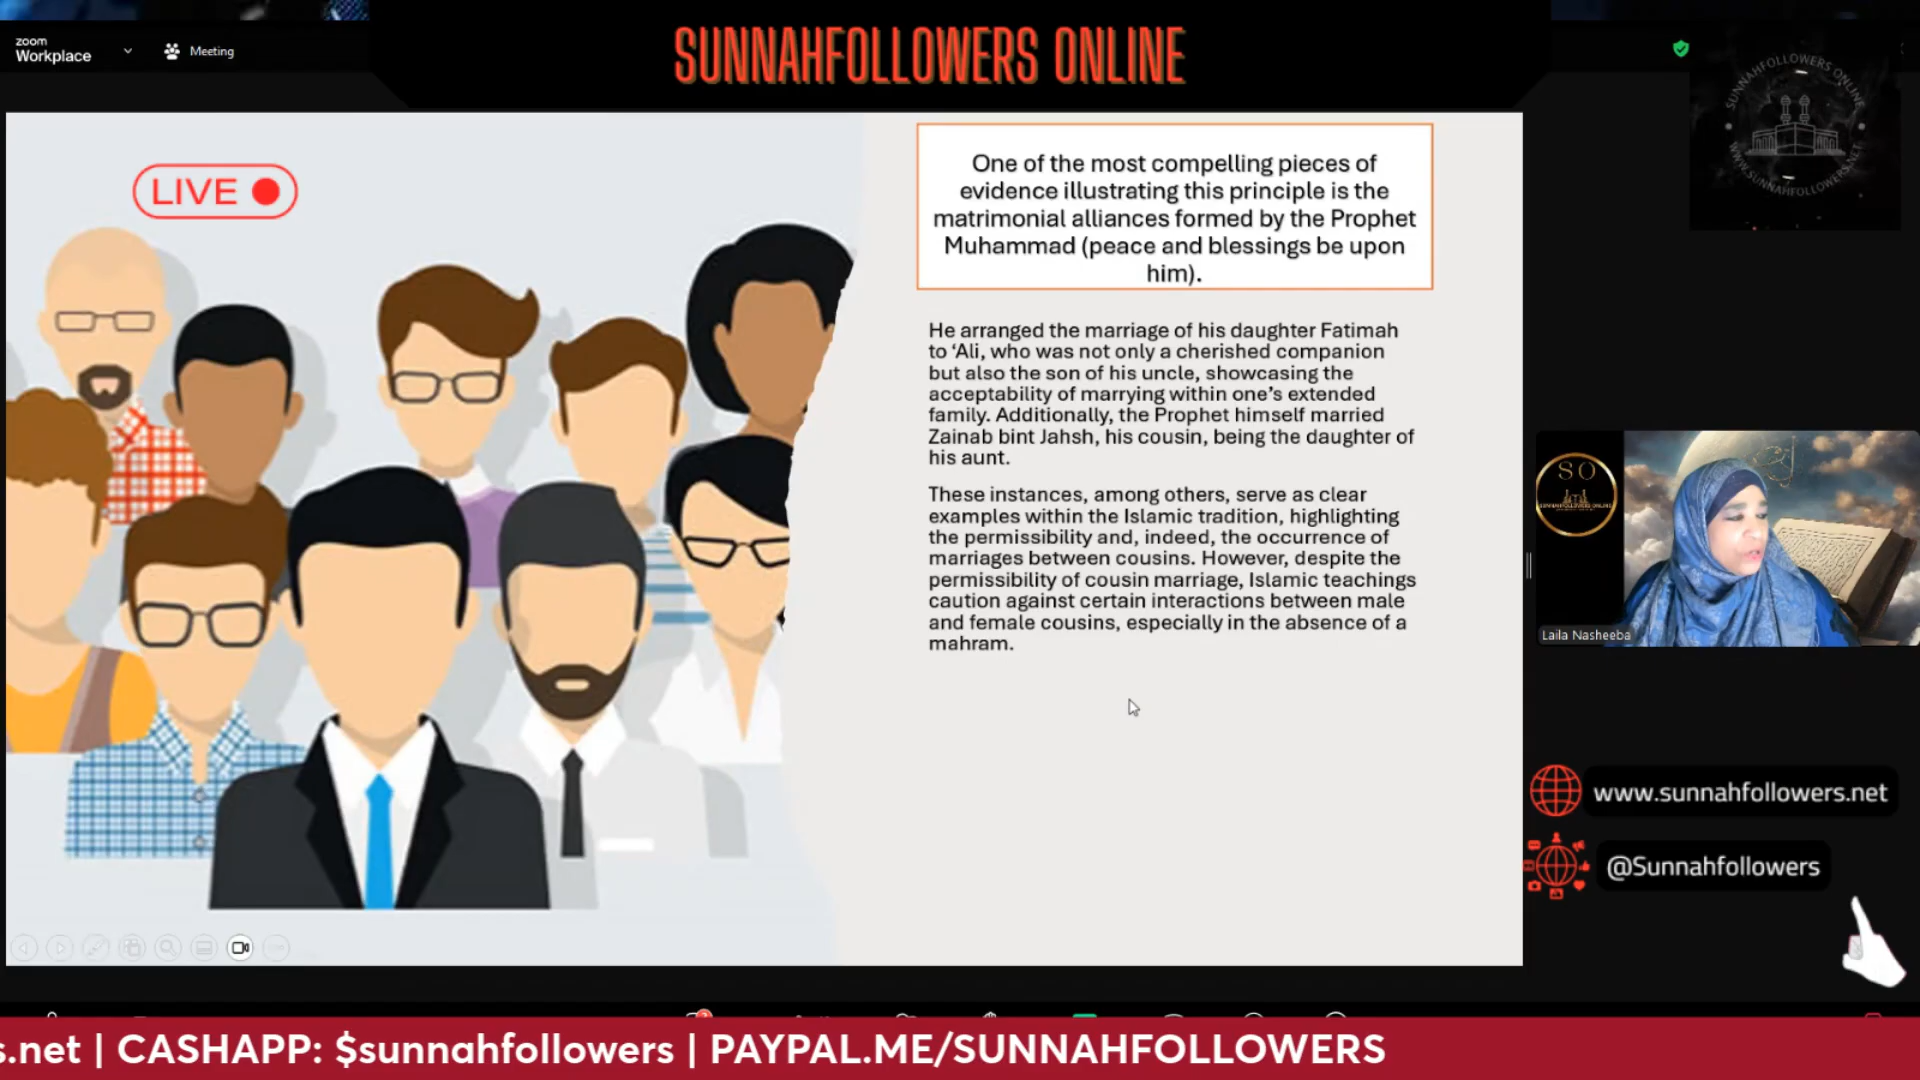 SUNNAHFOLLOWERS ONLINE
zoom
Workplace
Meeting
SUNNAHFOLLOWERS ONLINE
WWW.SUNNAHFOLLOWERS.NET
LIVE
One of the most compelling pieces of
evidence illustrating this principle is the
matrimonial alliances formed by the Prophet
Muhammad (peace and blessings be upon
him).
He arranged the marriage of his daughter Fatimah
to ‘Ali, who was not only a cherished companion
but also the son of his uncle, showcasing the
acceptability of marrying within one’s extended
family. Additionally, the Prophet himself married
Zainab bint Jahsh, his cousin, being the daughter of
his aunt.
These instances, among others, serve as clear
examples within the Islamic tradition, highlighting
the permissibility and, indeed, the occurrence of
marriages between cousins. However, despite the
permissibility of cousin marriage, Islamic teachings
caution against certain interactions between male
and female cousins, especially in the absence of a
mahram.
SO
SUNNAHFOLLOWERS ONLINE
Laila Nasheeba
www.sunnahfollowers.net
@Sunnahfollowers
s.net | CASHAPP: $sunnahfollowers | PAYPAL.ME/SUNNAHFOLLOWERS